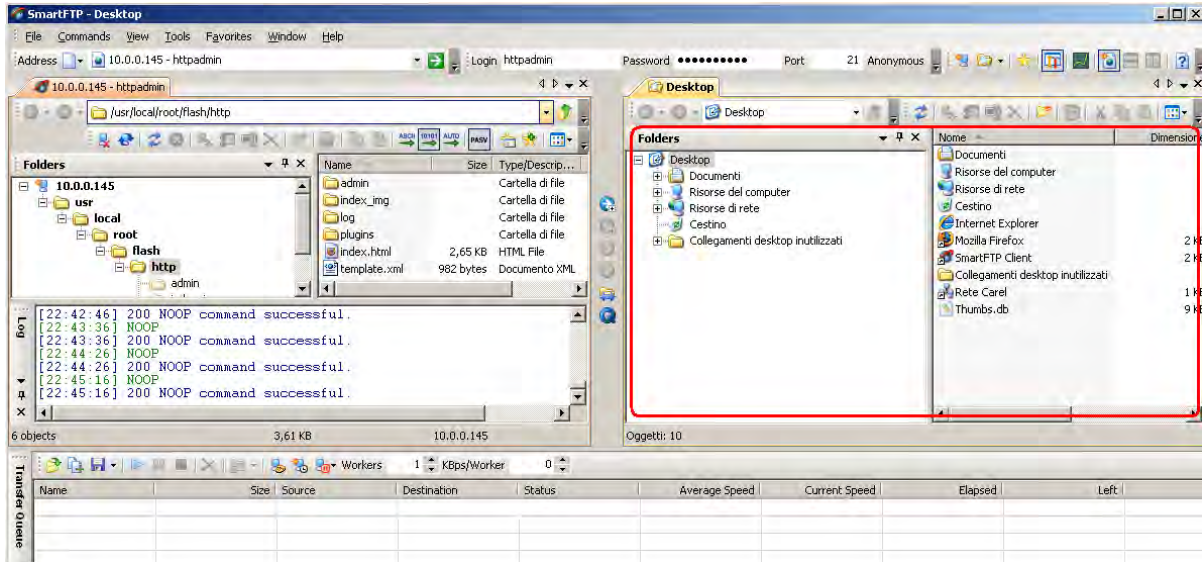 SmartFTP - Desktop
File Commands View Tools Favorites Window Help
Address 10.0.0.145 - httpadmin Login httpadmin Password ●●●●●●●●●● Port 21 Anonymous
10.0.0.145 - httpadmin
/usr/local/root/flash/http
ASCII 10101 AUTO PASV
Folders
10.0.0.145
usr
local
root
flash
http
admin
Name Size Type/Descrip...
admin Cartella di file
index_img Cartella di file
log Cartella di file
plugins Cartella di file
index.html 2,65 KB HTML File
template.xml 982 bytes Documento XML
Log
[22:42:46] 200 NOOP command successful.
[22:43:36] NOOP
[22:43:36] 200 NOOP command successful.
[22:44:26] NOOP
[22:44:26] 200 NOOP command successful.
[22:45:16] NOOP
[22:45:16] 200 NOOP command successful.
6 objects 3,61 KB 10.0.0.145
Desktop
Desktop
Folders
Desktop
Documenti
Risorse del computer
Risorse di rete
Cestino
Collegamenti desktop inutilizzati
Nome Dimensione
Documenti
Risorse del computer
Risorse di rete
Cestino
Internet Explorer
Mozilla Firefox 2 KB
SmartFTP Client 2 KB
Collegamenti desktop inutilizzati
Rete Carel 1 KB
Thumbs.db 9 KB
Oggetti: 10
Transfer Queue
Workers 1 KBps/Worker 0
Name Size Source Destination Status Average Speed Current Speed Elapsed Left